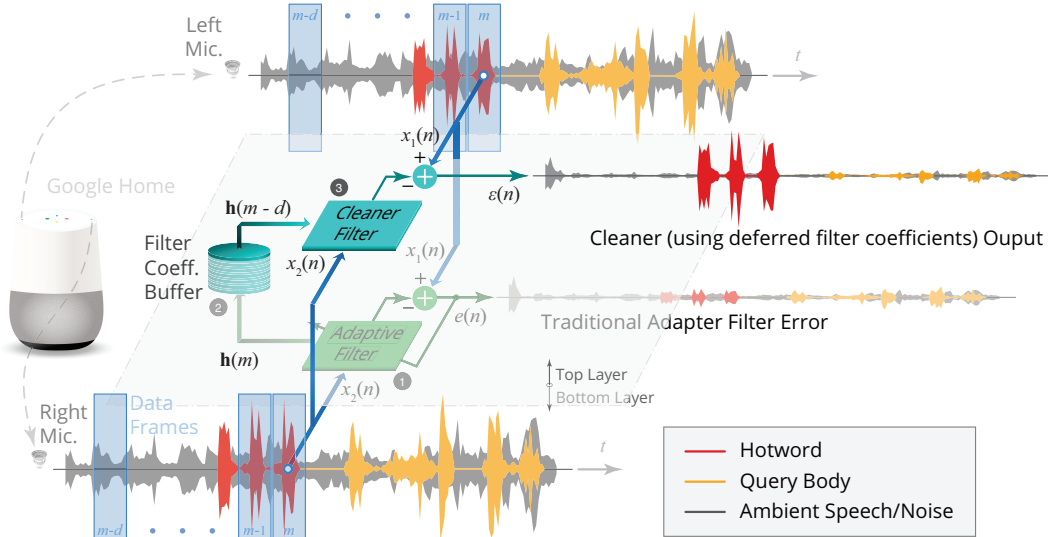 m-d
m-1
m
Left
Mic.
t
x₁(n)
+
−
ε(n)
Google Home
3
h(m - d)
Cleaner
Filter
Cleaner (using deferred filter coefficients) Ouput
Filter
Coeff.
Buffer
x₂(n)
x₁(n)
+
−
2
e(n)
Traditional Adapter Filter Error
Adaptive
Filter
h(m)
1
x₂(n)
Top Layer
Bottom Layer
Right
Mic.
Data
Frames
t
Hotword
Query Body
Ambient Speech/Noise
m-d
m-1
m